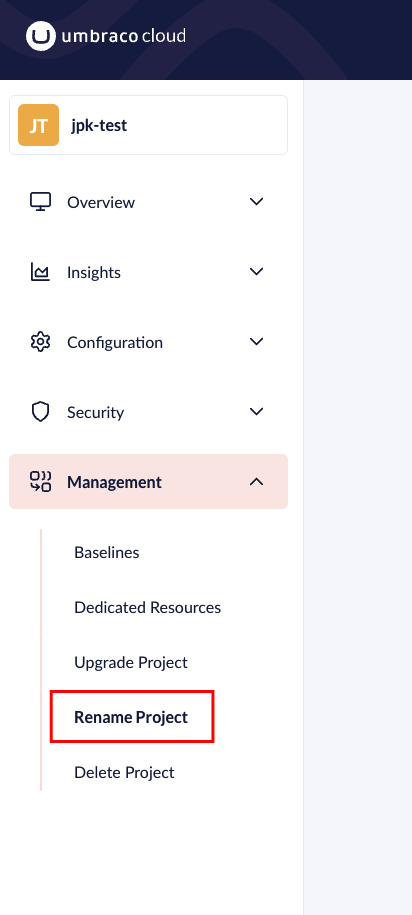 umbraco cloud
JT jpk-test
Overview
Insights
Configuration
Security
Management
Baselines
Dedicated Resources
Upgrade Project
Rename Project
Delete Project